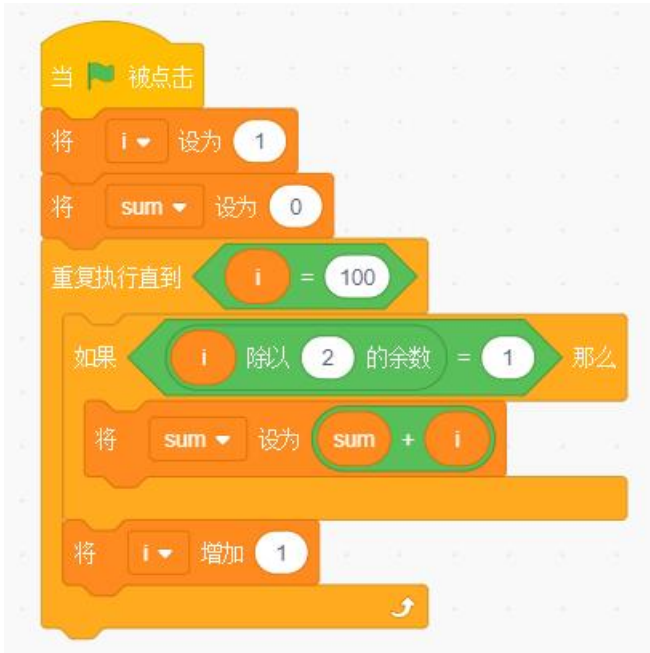 当 被点击
将 i 设为 1
将 sum 设为 0
重复执行直到 i = 100
如果 i 除以 2 的余数 = 1 那么
将 sum 设为 sum + i
将 i 增加 1